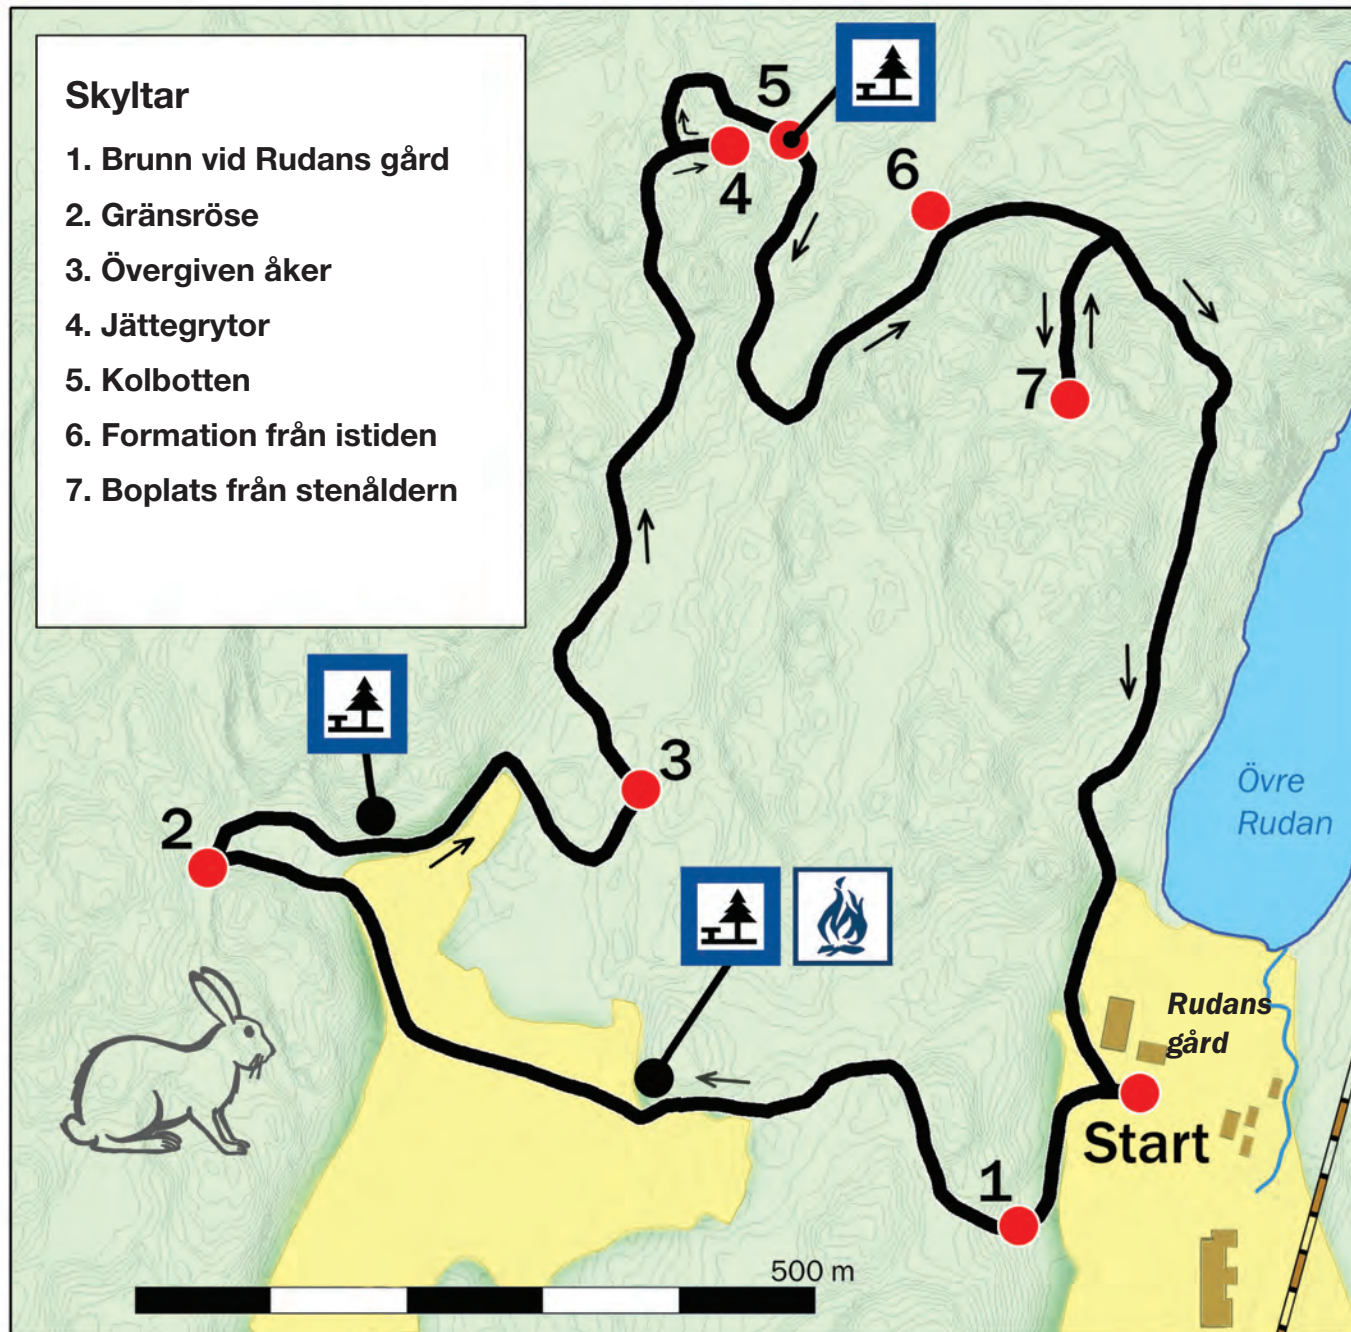 Skyltar
1. Brunn vid Rudans gård
2. Gränsröse
3. Övergiven åker
4. Jättegrytor
5. Kolbotten
6. Formation från istiden
7. Boplats från stenåldern
5
4
6
7
3
2
Övre
Rudan
Rudans
gård
Start
1
500 m